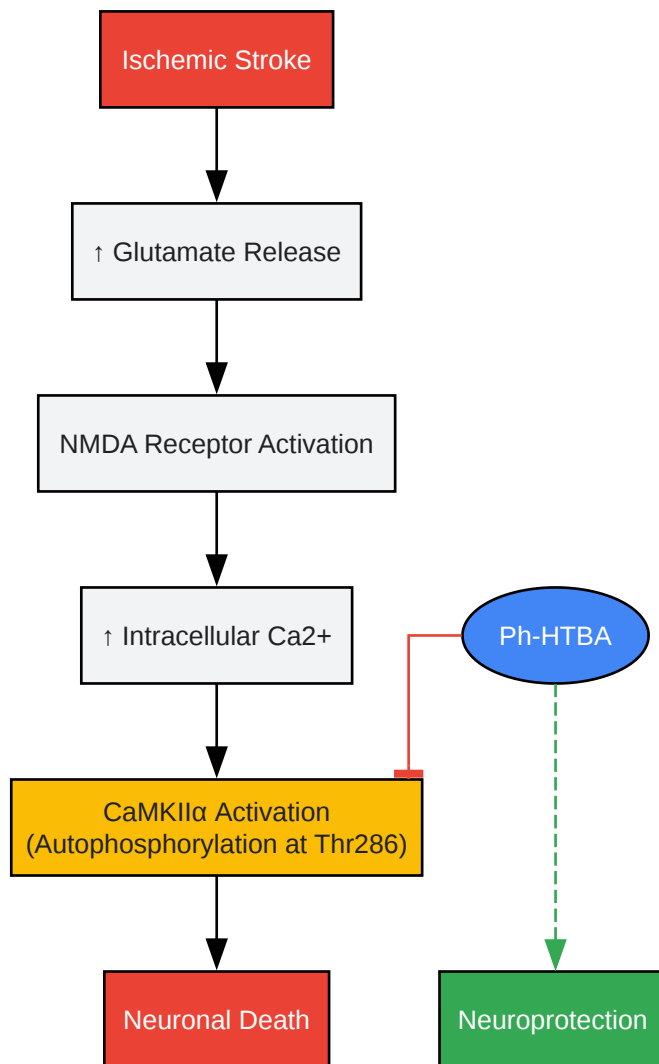 Ischemic Stroke
↑ Glutamate Release
NMDA Receptor Activation
↑ Intracellular Ca2+
Ph-HTBA
CaMKIIα Activation
(Autophosphorylation at Thr286)
Neuronal Death
Neuroprotection